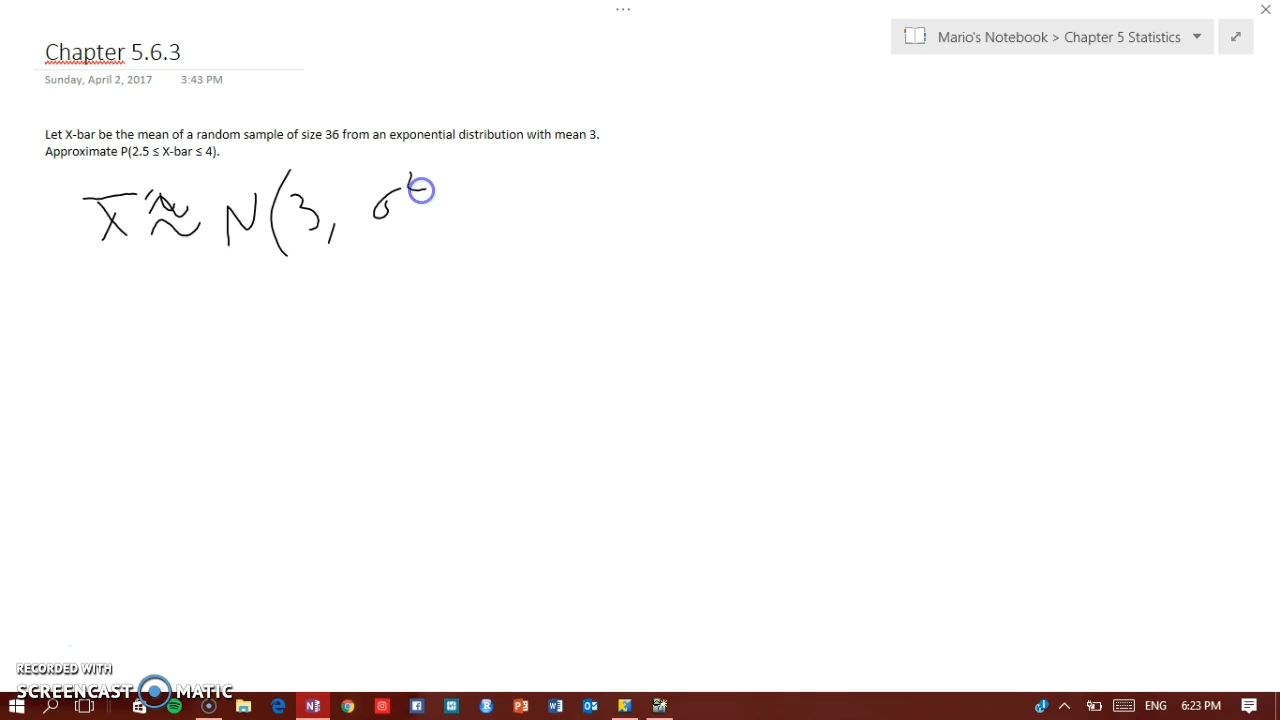 ...
Mario's Notebook > Chapter 5 Statistics
Chapter 5.6.3
Sunday, April 2, 2017 3:43 PM
Let X-bar be the mean of a random sample of size 36 from an exponential distribution with mean 3.
Approximate P(2.5 ≤ X-bar ≤ 4).
X̅ ≈ N(3, σ²
RECORDED WITH
SCREENCAST MATIC
ENG 6:23 PM